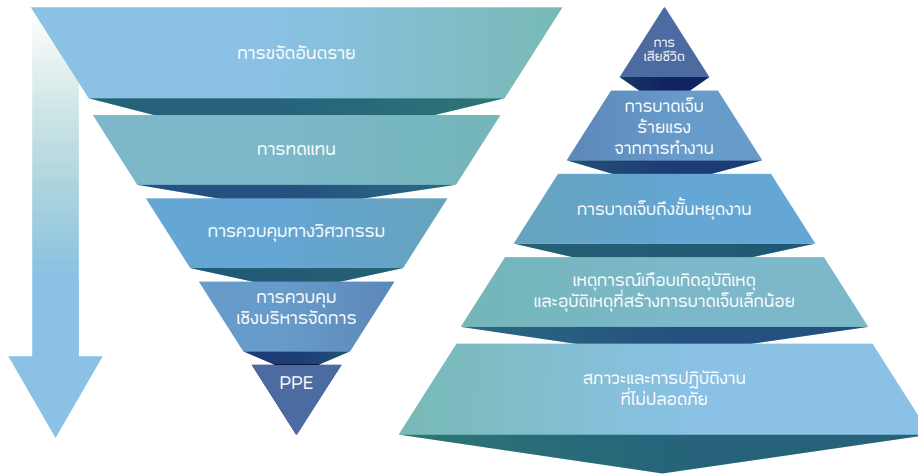 การขจัดอันตราย
การทดแทน
การควบคุมทางวิศวกรรม
การควบคุม
เชิงบริหารจัดการ
PPE
การ
เสียชีวิต
การบาดเจ็บ
ร้ายแรง
จากการทำงาน
การบาดเจ็บถึงขั้นหยุดงาน
เหตุการณ์เกือบเกิดอุบัติเหตุ
และอุบัติเหตุที่สร้างการบาดเจ็บเล็กน้อย
สภาวะและการปฏิบัติงาน
ที่ไม่ปลอดภัย